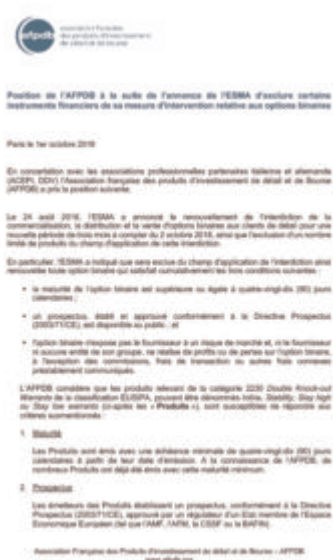 afpdb
association française
des produits d'investissement
de détail et de bourse
Position de l'AFPDB à la suite de l'annonce de l'ESMA d'exclure certains
instruments financiers de sa mesure d'intervention relative aux options binaires
Paris le 1er octobre 2018
En concertation avec les associations professionnelles partenaires italienne et allemande
(ACEPI, DDV) l'Association française des produits d'investissement de détail et de Bourse
(AFPDB) a pris la position suivante.
Le 24 août 2018, l'ESMA a annoncé le renouvellement de l'interdiction de la
commercialisation, la distribution et la vente d'options binaires aux clients de détail pour une
nouvelle période de trois mois à compter du 2 octobre 2018, ainsi que l'exclusion d'un nombre
limité de produits du champ d'application de cette interdiction.
En particulier, l'ESMA a indiqué que sera exclue du champ d'application de l'interdiction ainsi
renouvelée toute option binaire qui satisfait cumulativement les trois conditions suivantes :
• la maturité de l'option binaire est supérieure ou égale à quatre-vingt-dix (90) jours
calendaires ;
• un prospectus, établi et approuvé conformément à la Directive Prospectus
(2003/71/CE), est disponible au public ; et
• l'option binaire n'expose pas le fournisseur à un risque de marché et, ni le fournisseur
ni aucune entité de son groupe, ne réalise de profits ou de pertes sur l'option binaire,
à l'exception des commissions, frais de transaction ou autres frais connexes
préalablement communiqués.
L'AFPDB considère que les produits relevant de la catégorie 2230 Double Knock-out
Warrants de la classification EUSIPA, pouvant être dénommés Inline, Stability, Stay high
ou Stay low warrants (ci-après les « Produits »), sont susceptibles de répondre aux
critères susmentionnés :
1. Maturité
Les Produits sont émis avec une échéance minimale de quatre-vingt-dix (90) jours
calendaires à partir de leur date d'émission. A la connaissance de l'AFPDB, de
nombreux Produits ont déjà été émis avec cette maturité minimum.
2. Prospectus
Les émetteurs des Produits établissent un prospectus, conformément à la Directive
Prospectus (2003/71/CE), approuvé par un régulateur d'un Etat membre de l'Espace
Economique Européen (tel que l'AMF, l'AFM, la CSSF ou la BAFIN).
Association Française des Produits d'investissement de détail et de Bourse – AFPDB
www.afpdb.org